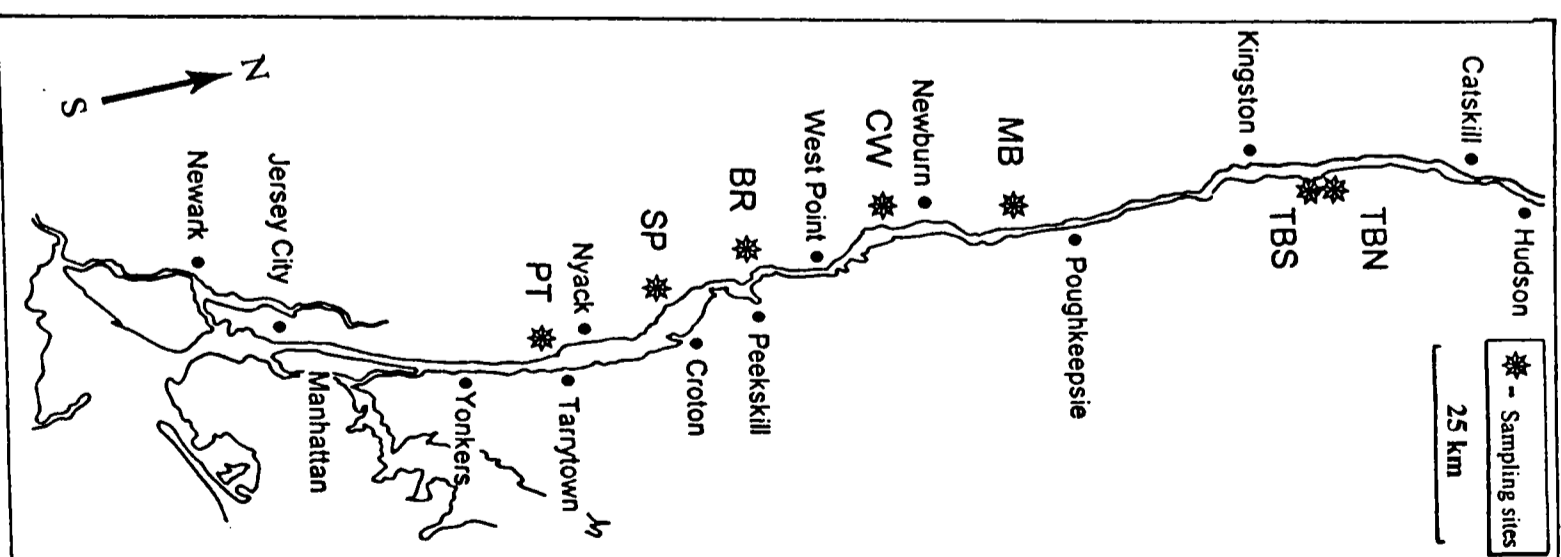 Catskill
Hudson
Kingston
TBN
TBS
Poughkeepsie
MB
Newburn
CW
West Point
BR
Peekskill
SP
Croton
Nyack
PT
Tarrytown
Yonkers
Manhattan
Jersey City
Newark
N
S
- Sampling sites
25 km